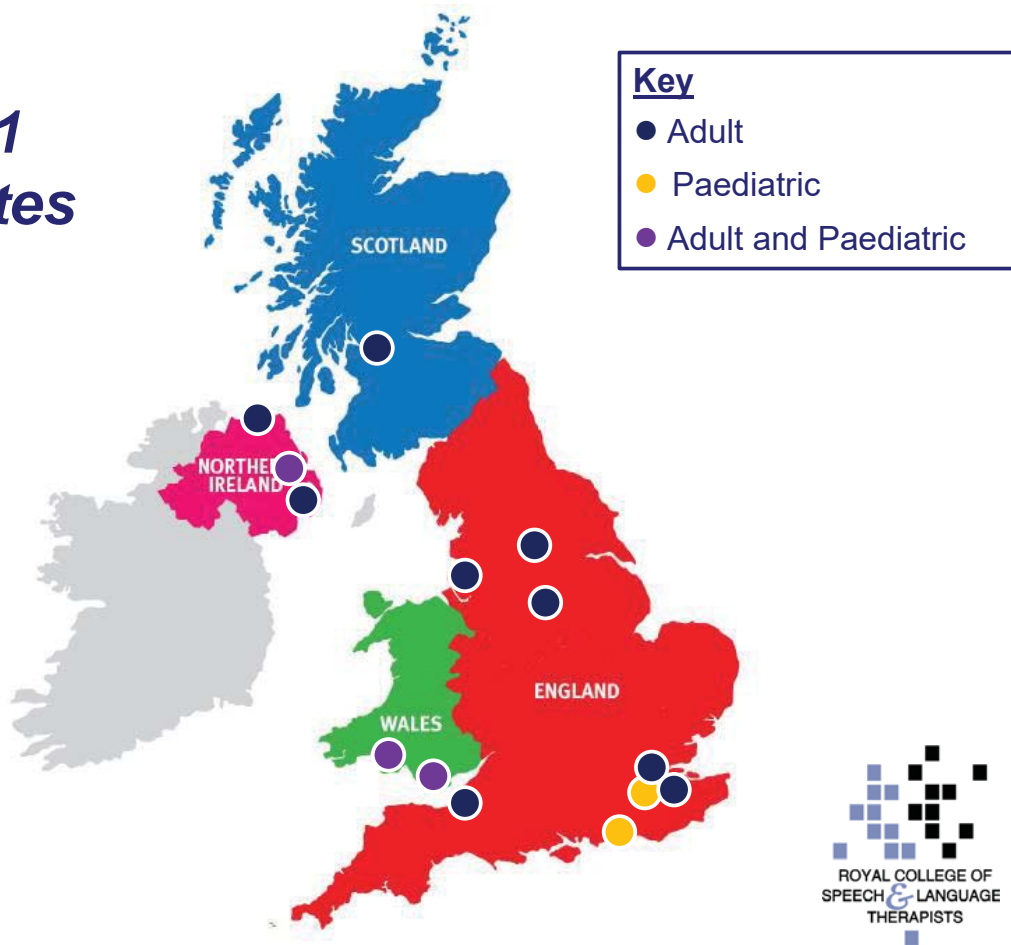 1
tes
Key
Adult
Paediatric
Adult and Paediatric
SCOTLAND
NORTHE
IRELAND
ENGLAND
WALES
ROYAL COLLEGE OF
SPEECH & LANGUAGE
THERAPISTS